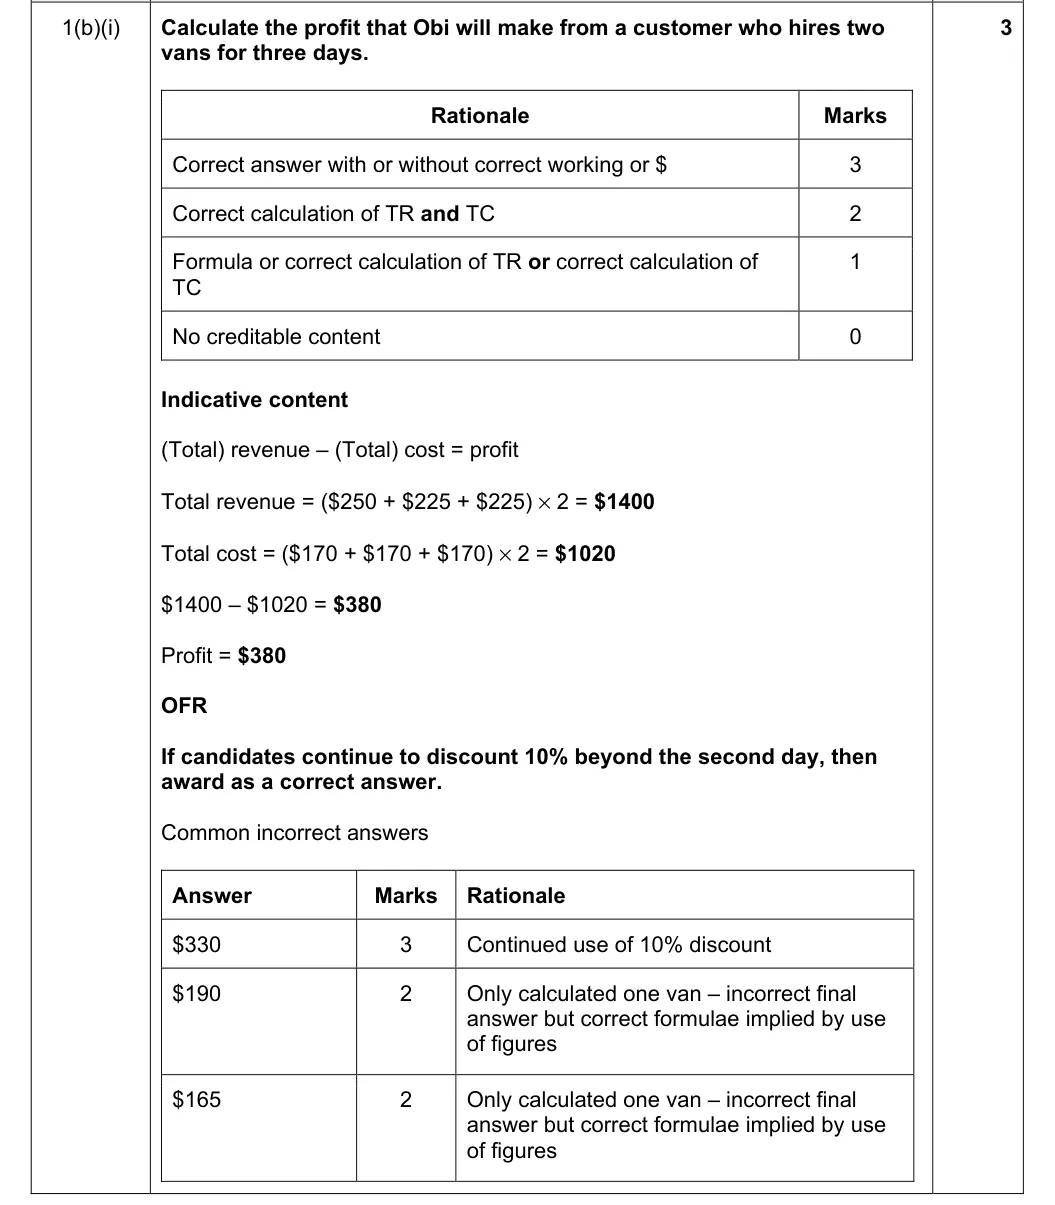 1(b)(i)
Calculate the profit that Obi will make from a customer who hires two
vans for three days.
3
Rationale Marks
Correct answer with or without correct working or $ 3
Correct calculation of TR and TC 2
Formula or correct calculation of TR or correct calculation of 1
TC
No creditable content 0
Indicative content
(Total) revenue – (Total) cost = profit
Total revenue = ($250 + $225 + $225) × 2 = $1400
Total cost = ($170 + $170 + $170) × 2 = $1020
$1400 – $1020 = $380
Profit = $380
OFR
If candidates continue to discount 10% beyond the second day, then
award as a correct answer.
Common incorrect answers
Answer Marks Rationale
$330 3 Continued use of 10% discount
$190 2 Only calculated one van – incorrect final
answer but correct formulae implied by use
of figures
$165 2 Only calculated one van – incorrect final
answer but correct formulae implied by use
of figures